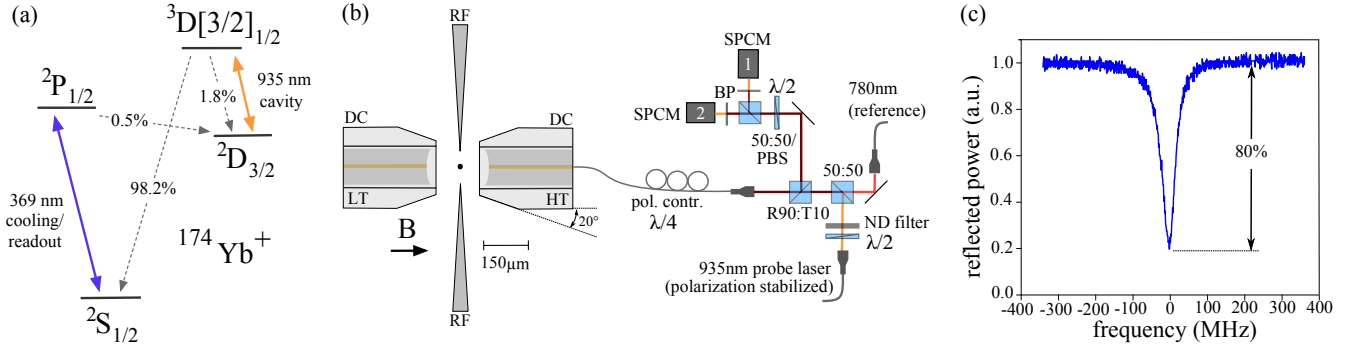 (a)
³D[3/2]₁/₂
²P₁/₂
935 nm
cavity
1.8%
0.5%
²D₃/₂
98.2%
369 nm
cooling/
readout
¹⁷⁴Yb⁺
²S₁/₂
(b)
RF
DC
DC
LT
HT
20°
B
150µm
RF
SPCM
1
BP
λ/2
SPCM
2
50:50/
PBS
780nm
(reference)
50:50
pol. contr.
λ/4
R90:T10
ND filter
λ/2
935nm probe laser
(polarization stabilized)
(c)
reflected power (a.u.)
1.0
0.8
0.6
0.4
0.2
0.0
80%
-400 -300 -200 -100 0 100 200 300 400
frequency (MHz)